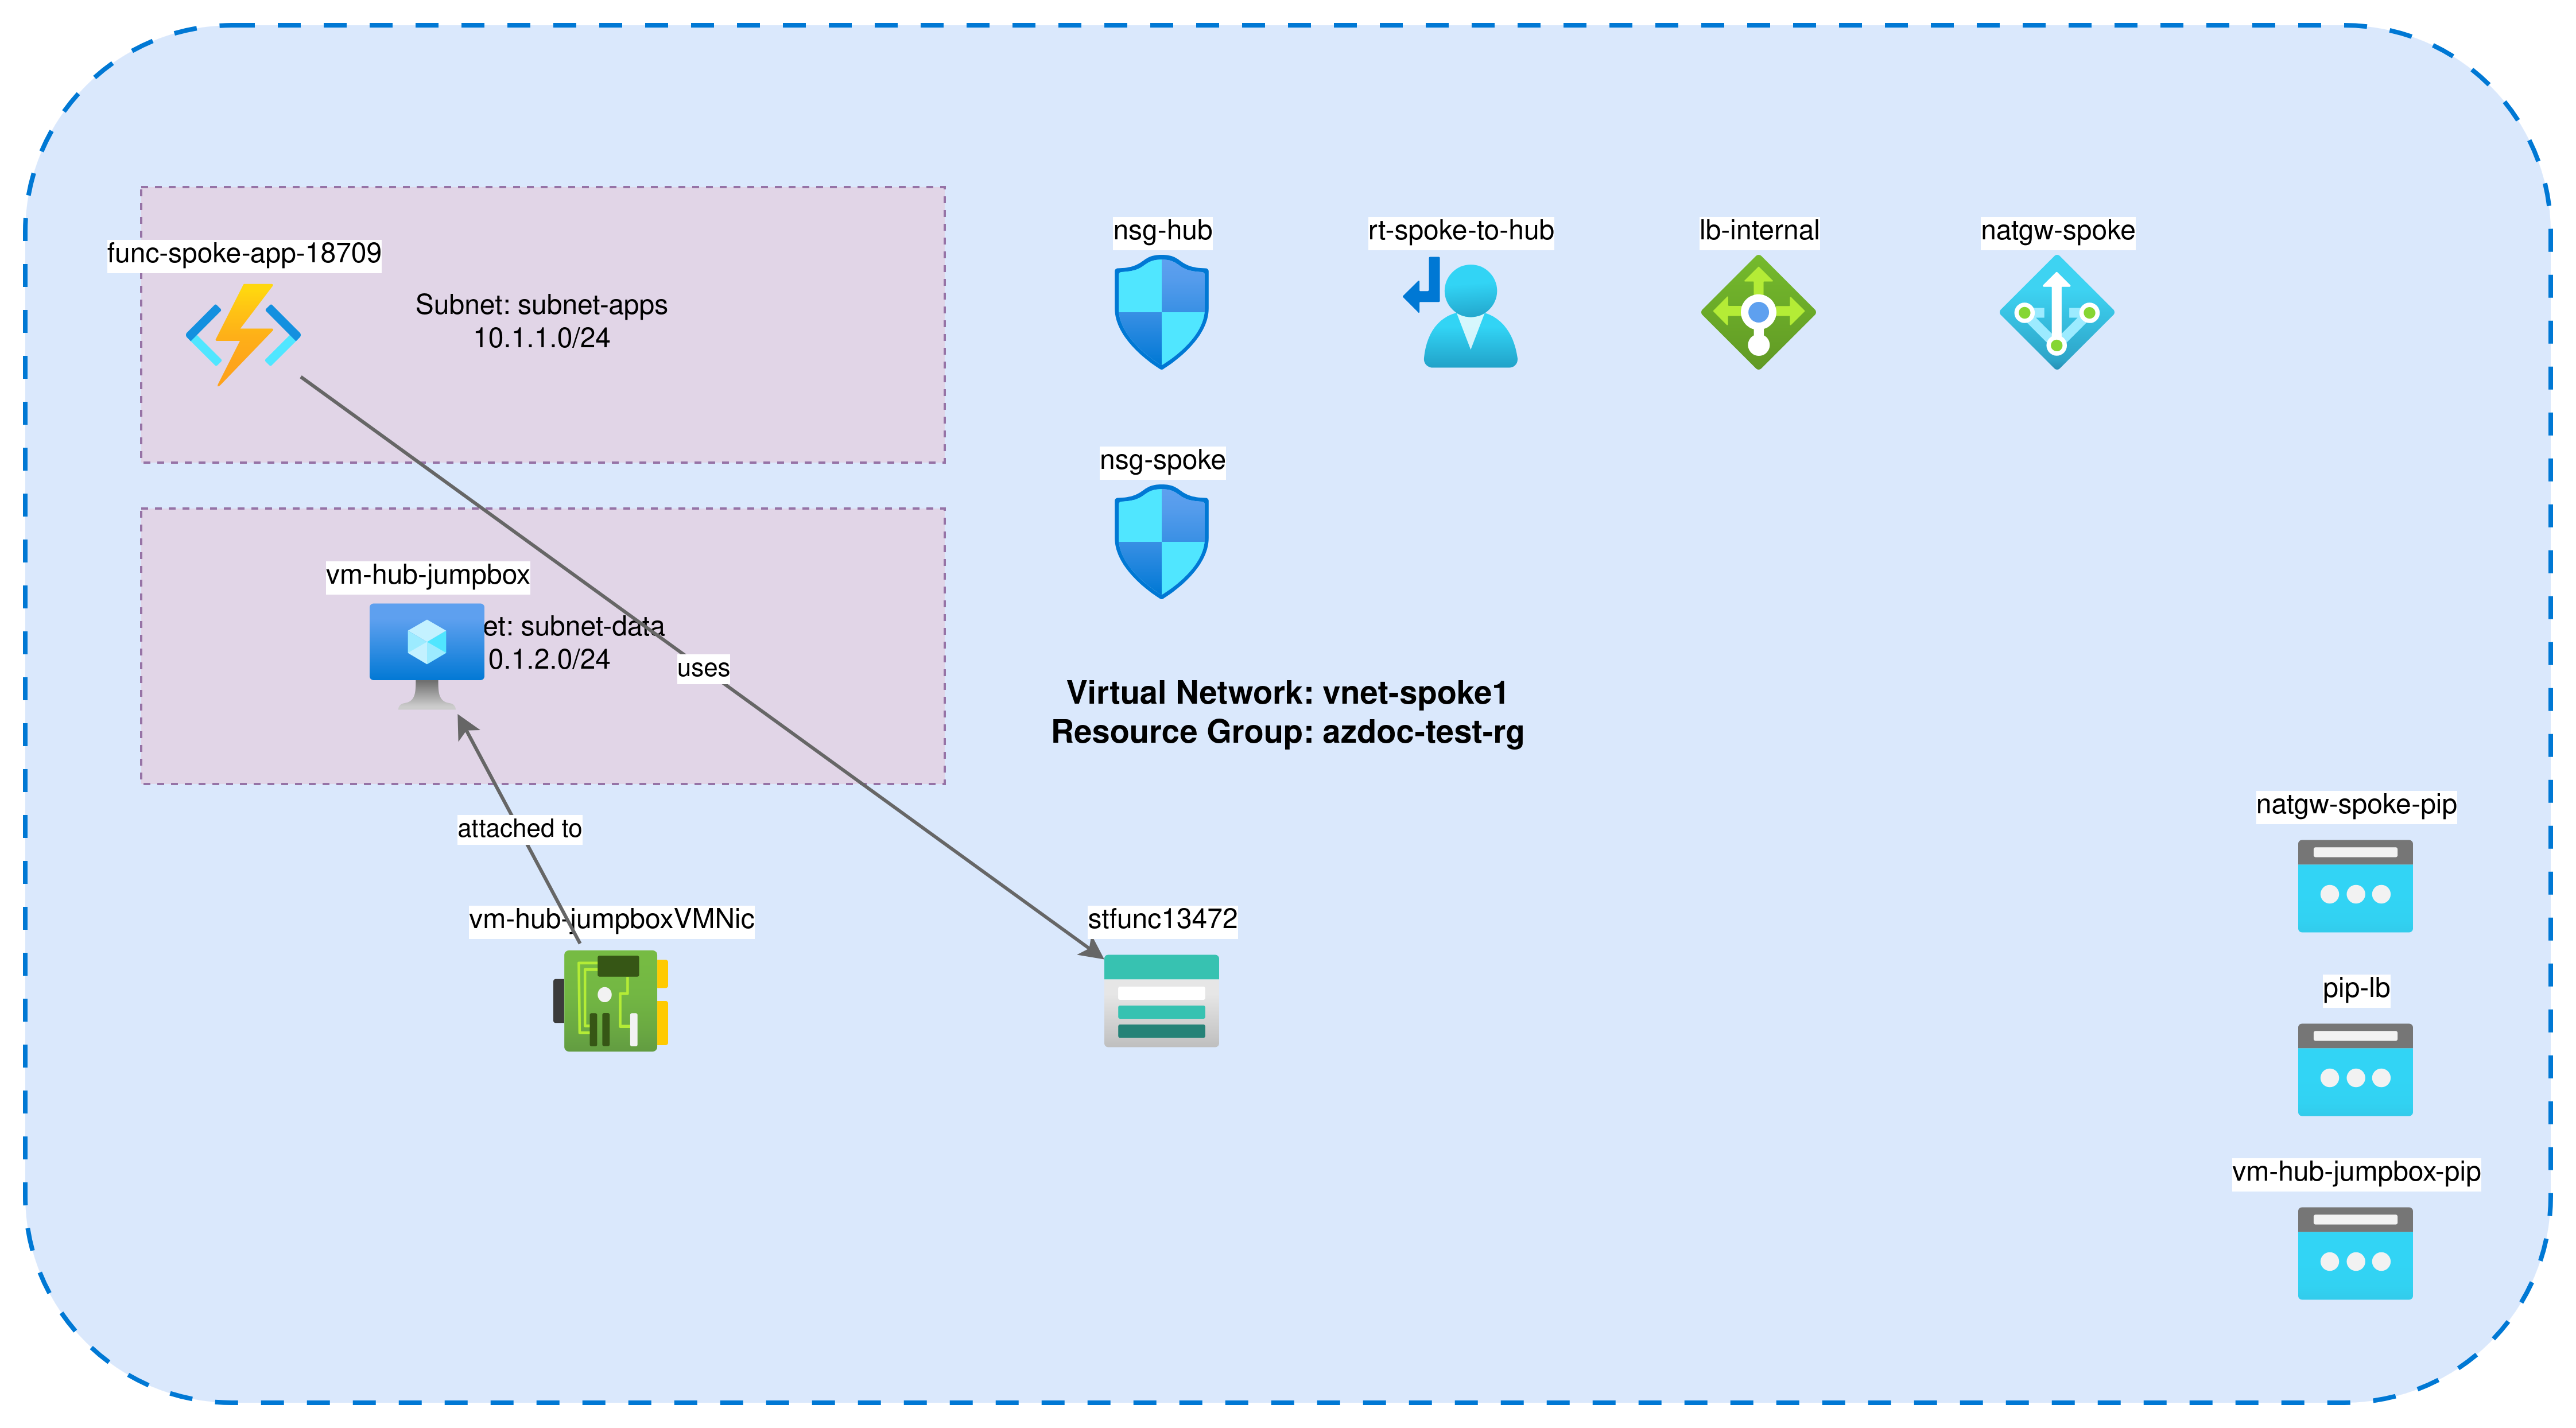 func-spoke-app-18709
Subnet: subnet-apps
10.1.1.0/24
nsg-hub
rt-spoke-to-hub
lb-internal
natgw-spoke
nsg-spoke
vm-hub-jumpbox
et: subnet-data
0.1.2.0/24
uses
Virtual Network: vnet-spoke1
Resource Group: azdoc-test-rg
attached to
vm-hub-jumpboxVMNic
stfunc13472
natgw-spoke-pip
pip-lb
vm-hub-jumpbox-pip